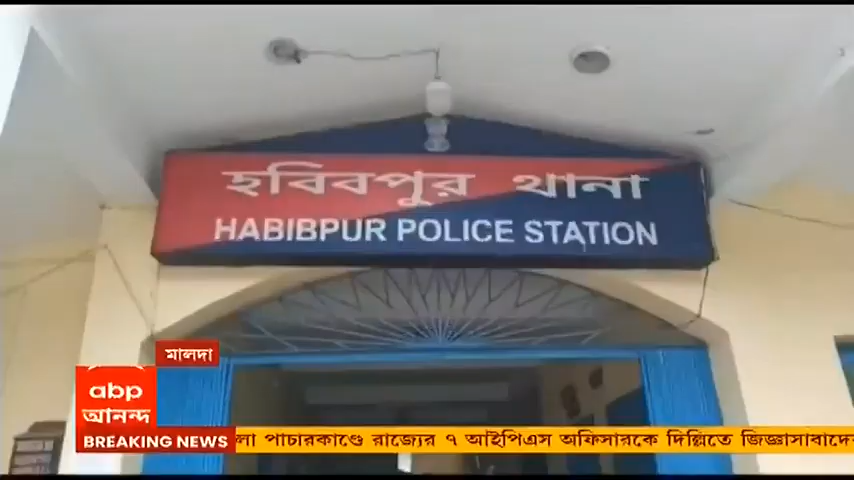 হবিবপুর থানা
HABIBPUR POLICE STATION
মালদা
abp
আনন্দ
BREAKING NEWS
পাচারকাণ্ডে রাজ্যের ৭ আইপিএস অফিসারকে দিল্লিতে জিজ্ঞাসাবাদে